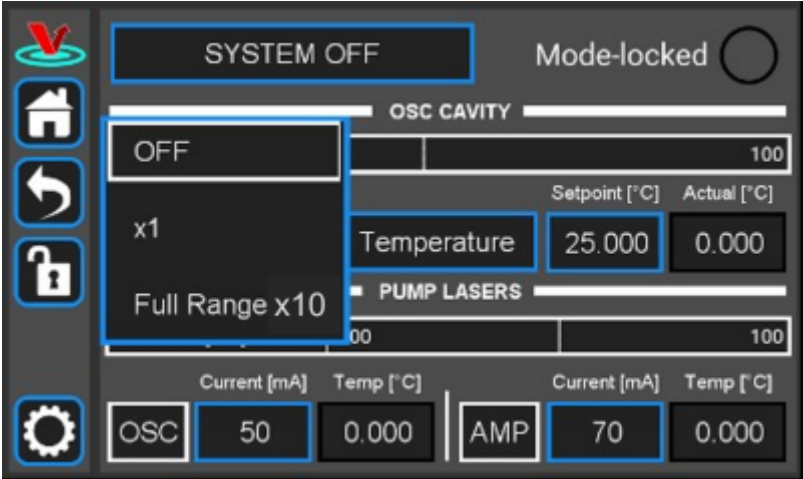 SYSTEM OFF
Mode-locked
OSC CAVITY
OFF
100
x1
Setpoint [°C] Actual [°C]
Temperature 25.000 0.000
PUMP LASERS
Full Range x10
00 100
Current [mA] Temp [°C] Current [mA] Temp [°C]
OSC 50 0.000 AMP 70 0.000